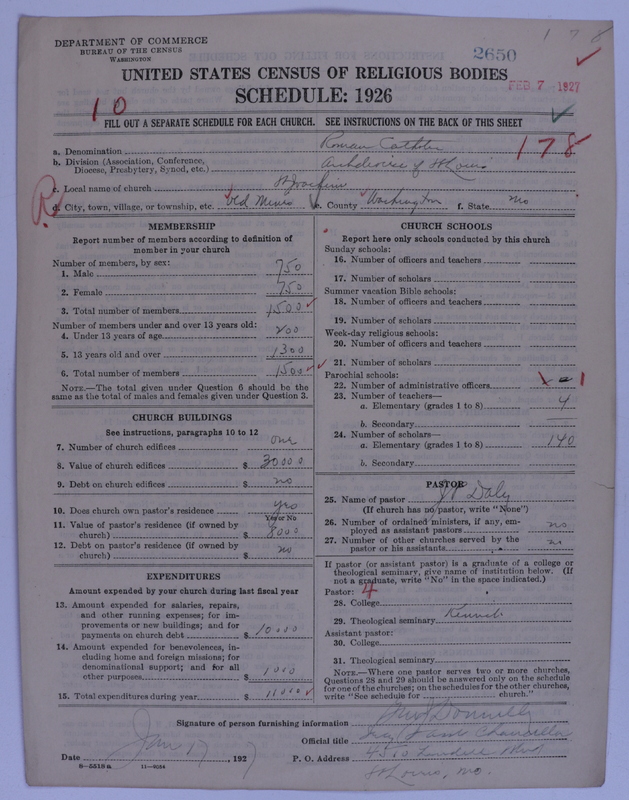 178
DEPARTMENT OF COMMERCE
BUREAU OF THE CENSUS
WASHINGTON
2650
FEB. 7 1927
UNITED STATES CENSUS OF RELIGIOUS BODIES
SCHEDULE: 1926
10
FILL OUT A SEPARATE SCHEDULE FOR EACH CHURCH. SEE INSTRUCTIONS ON THE BACK OF THIS SHEET
a. Denomination Roman Catholic
178
b. Division (Association, Conference, Diocese, Presbytery, Synod, etc.) Archdiocese of St Louis
R
c. Local name of church St Joachim
d. City, town, village, or township, etc. Old Mines e. County Washington f. State Mo
MEMBERSHIP
Report number of members according to definition of
member in your church
Number of members, by sex:
1. Male 750
2. Female 750
3. Total number of members 1500
Number of members under and over 13 years old:
4. Under 13 years of age 200
5. 13 years old and over 1300
6. Total number of members 1500
NOTE.—The total given under Question 6 should be the
same as the total of males and females given under Question 3.
CHURCH BUILDINGS
See instructions, paragraphs 10 to 12
7. Number of church edifices one
8. Value of church edifices $ 30000
9. Debt on church edifices $ no
10. Does church own pastor's residence yes
Yes or No
11. Value of pastor's residence (if owned by
church) $ 8000
12. Debt on pastor's residence (if owned by
church) $ no
EXPENDITURES
Amount expended by your church during last fiscal year
13. Amount expended for salaries, repairs,
and other running expenses; for im-
provements or new buildings; and for
payments on church debt $ 10000
14. Amount expended for benevolences, in-
cluding home and foreign missions; for
denominational support; and for all
other purposes $ 1000
15. Total expenditures during year $ 11000
CHURCH SCHOOLS
Report here only schools conducted by this church
Sunday schools:
16. Number of officers and teachers
17. Number of scholars
Summer vacation Bible schools:
18. Number of officers and teachers
19. Number of scholars
Week-day religious schools:
20. Number of officers and teachers
21. Number of scholars
Parochial schools:
22. Number of administrative officers 1
23. Number of teachers—
a. Elementary (grades 1 to 8) 4
b. Secondary
24. Number of scholars—
a. Elementary (grades 1 to 8) 140
b. Secondary
PASTOR
25. Name of pastor Daly
(If church has no pastor, write "None")
26. Number of ordained ministers, if any, em-
ployed as assistant pastors no
27. Number of other churches served by the
pastor or his assistants no
If pastor (or assistant pastor) is a graduate of a college or
theological seminary, give name of institution below. (If
not a graduate, write "No" in the space indicated.)
Pastor: 4
28. College
29. Theological seminary Kenrick
Assistant pastor:
30. College
31. Theological seminary
NOTE.—Where one pastor serves two or more churches,
Questions 28 and 29 should be answered only on the schedule
for one of the churches; on the schedules for the other churches,
write "See schedule for church."
Signature of person furnishing information Donnelly
Official title Chancellor
Date Jan 17, 1927 P. O. Address Lindell Blvd
St Louis, Mo.
8-5518a 11-9564